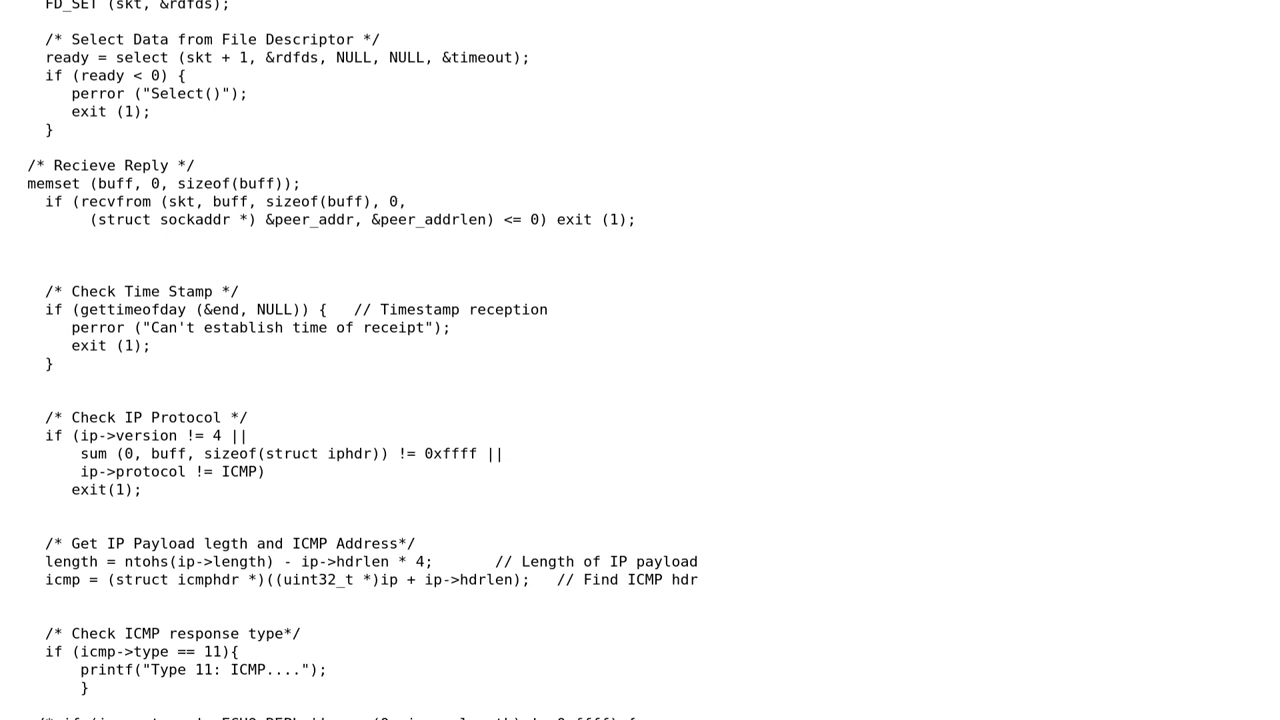 FD_SET (skt, &rdfds);
/* Select Data from File Descriptor */
ready = select (skt + 1, &rdfds, NULL, NULL, &timeout);
if (ready < 0) {
perror ("Select()");
exit (1);
}
/* Recieve Reply */
memset (buff, 0, sizeof(buff));
if (recvfrom (skt, buff, sizeof(buff), 0,
(struct sockaddr *) &peer_addr, &peer_addrlen) <= 0) exit (1);
/* Check Time Stamp */
if (gettimeofday (&end, NULL)) {   // Timestamp reception
perror ("Can't establish time of receipt");
exit (1);
}
/* Check IP Protocol */
if (ip->version != 4 ||
sum (0, buff, sizeof(struct iphdr)) != 0xffff ||
ip->protocol != ICMP)
exit(1);
/* Get IP Payload legth and ICMP Address*/
length = ntohs(ip->length) - ip->hdrlen * 4;       // Length of IP payload
icmp = (struct icmphdr *)((uint32_t *)ip + ip->hdrlen);   // Find ICMP hdr
/* Check ICMP response type*/
if (icmp->type == 11){
printf("Type 11: ICMP....");
}